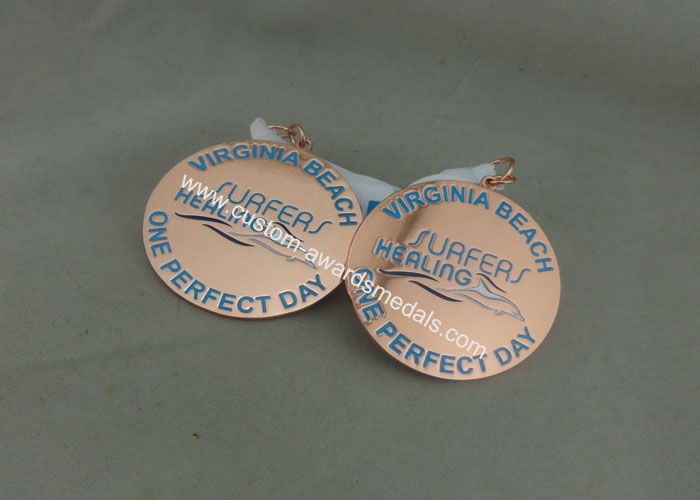 VIRGINIA BEACH
SURFERS
HEALING
ONE PERFECT DAY
VIRGINIA BEACH
SURFERS
HEALING
ONE PERFECT DAY
www.custom-awardsmedals.com